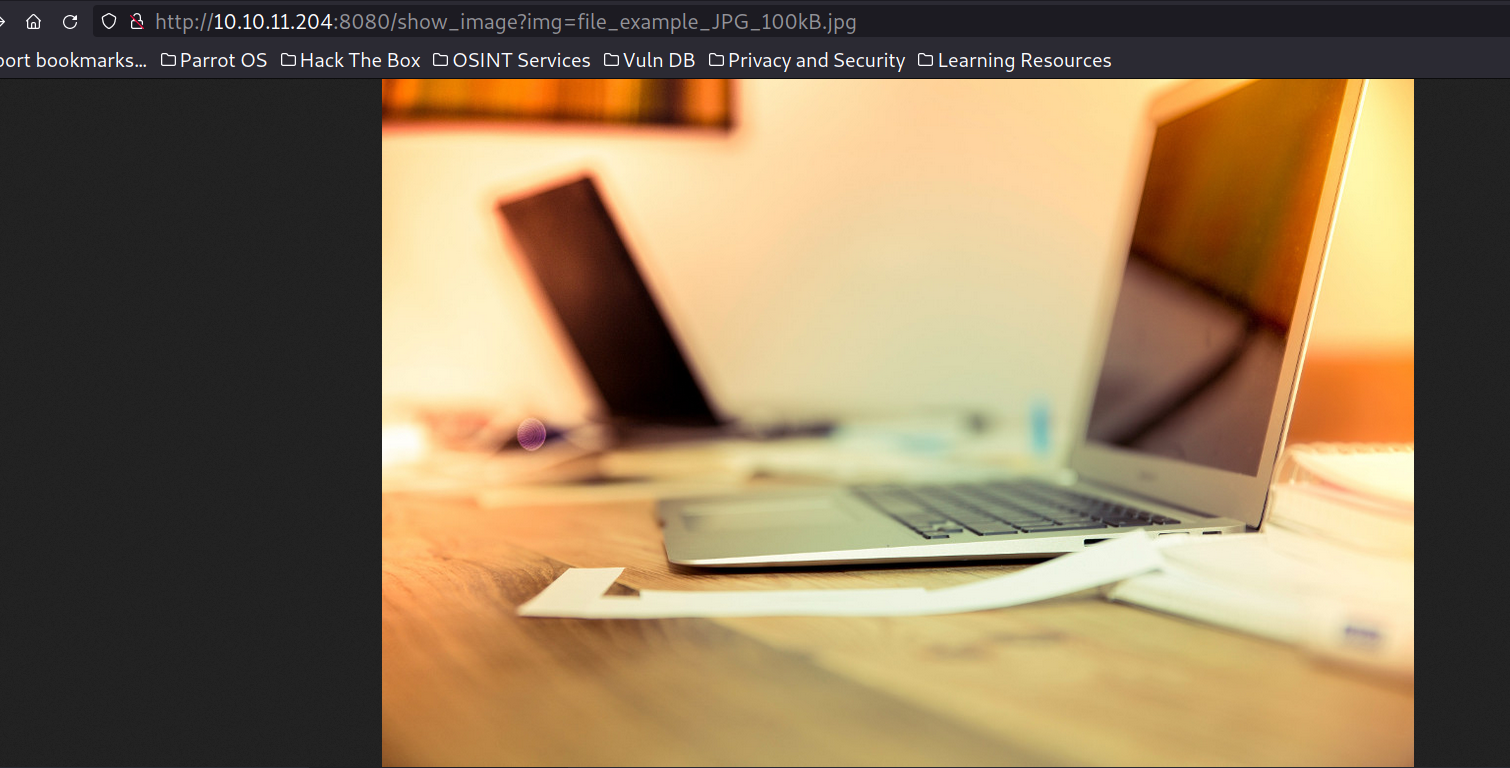 http://10.10.11.204:8080/show_image?img=file_example_JPG_100kB.jpg
port bookmarks... Parrot OS Hack The Box OSINT Services Vuln DB Privacy and Security Learning Resources